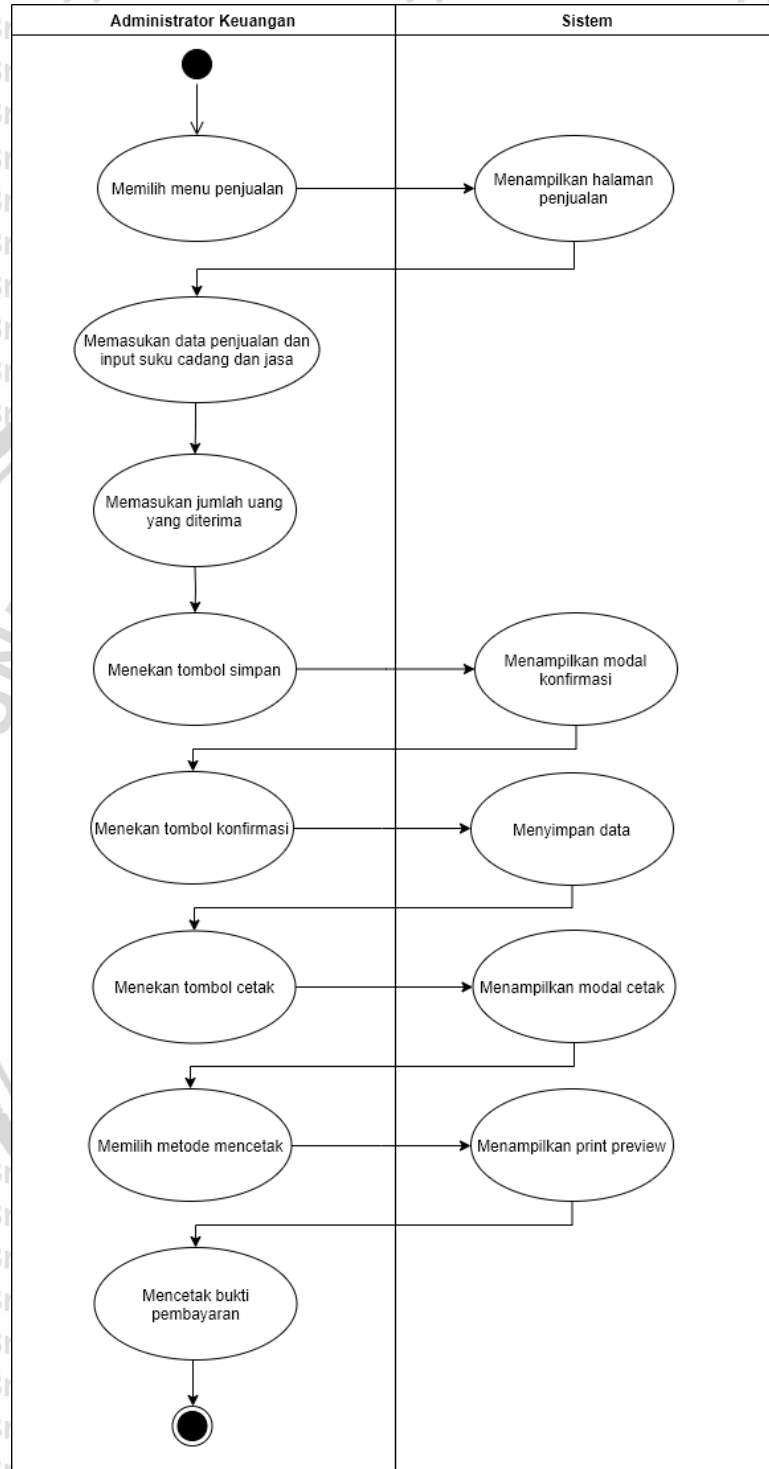 Administrator Keuangan
Sistem
Memilih menu penjualan
Menampilkan halaman
penjualan
Memasukan data penjualan dan
input suku cadang dan jasa
Memasukan jumlah uang
yang diterima
Menekan tombol simpan
Menampilkan modal
konfirmasi
Menekan tombol konfirmasi
Menyimpan data
Menekan tombol cetak
Menampilkan modal cetak
Memilih metode mencetak
Menampilkan print preview
Mencetak bukti
pembayaran